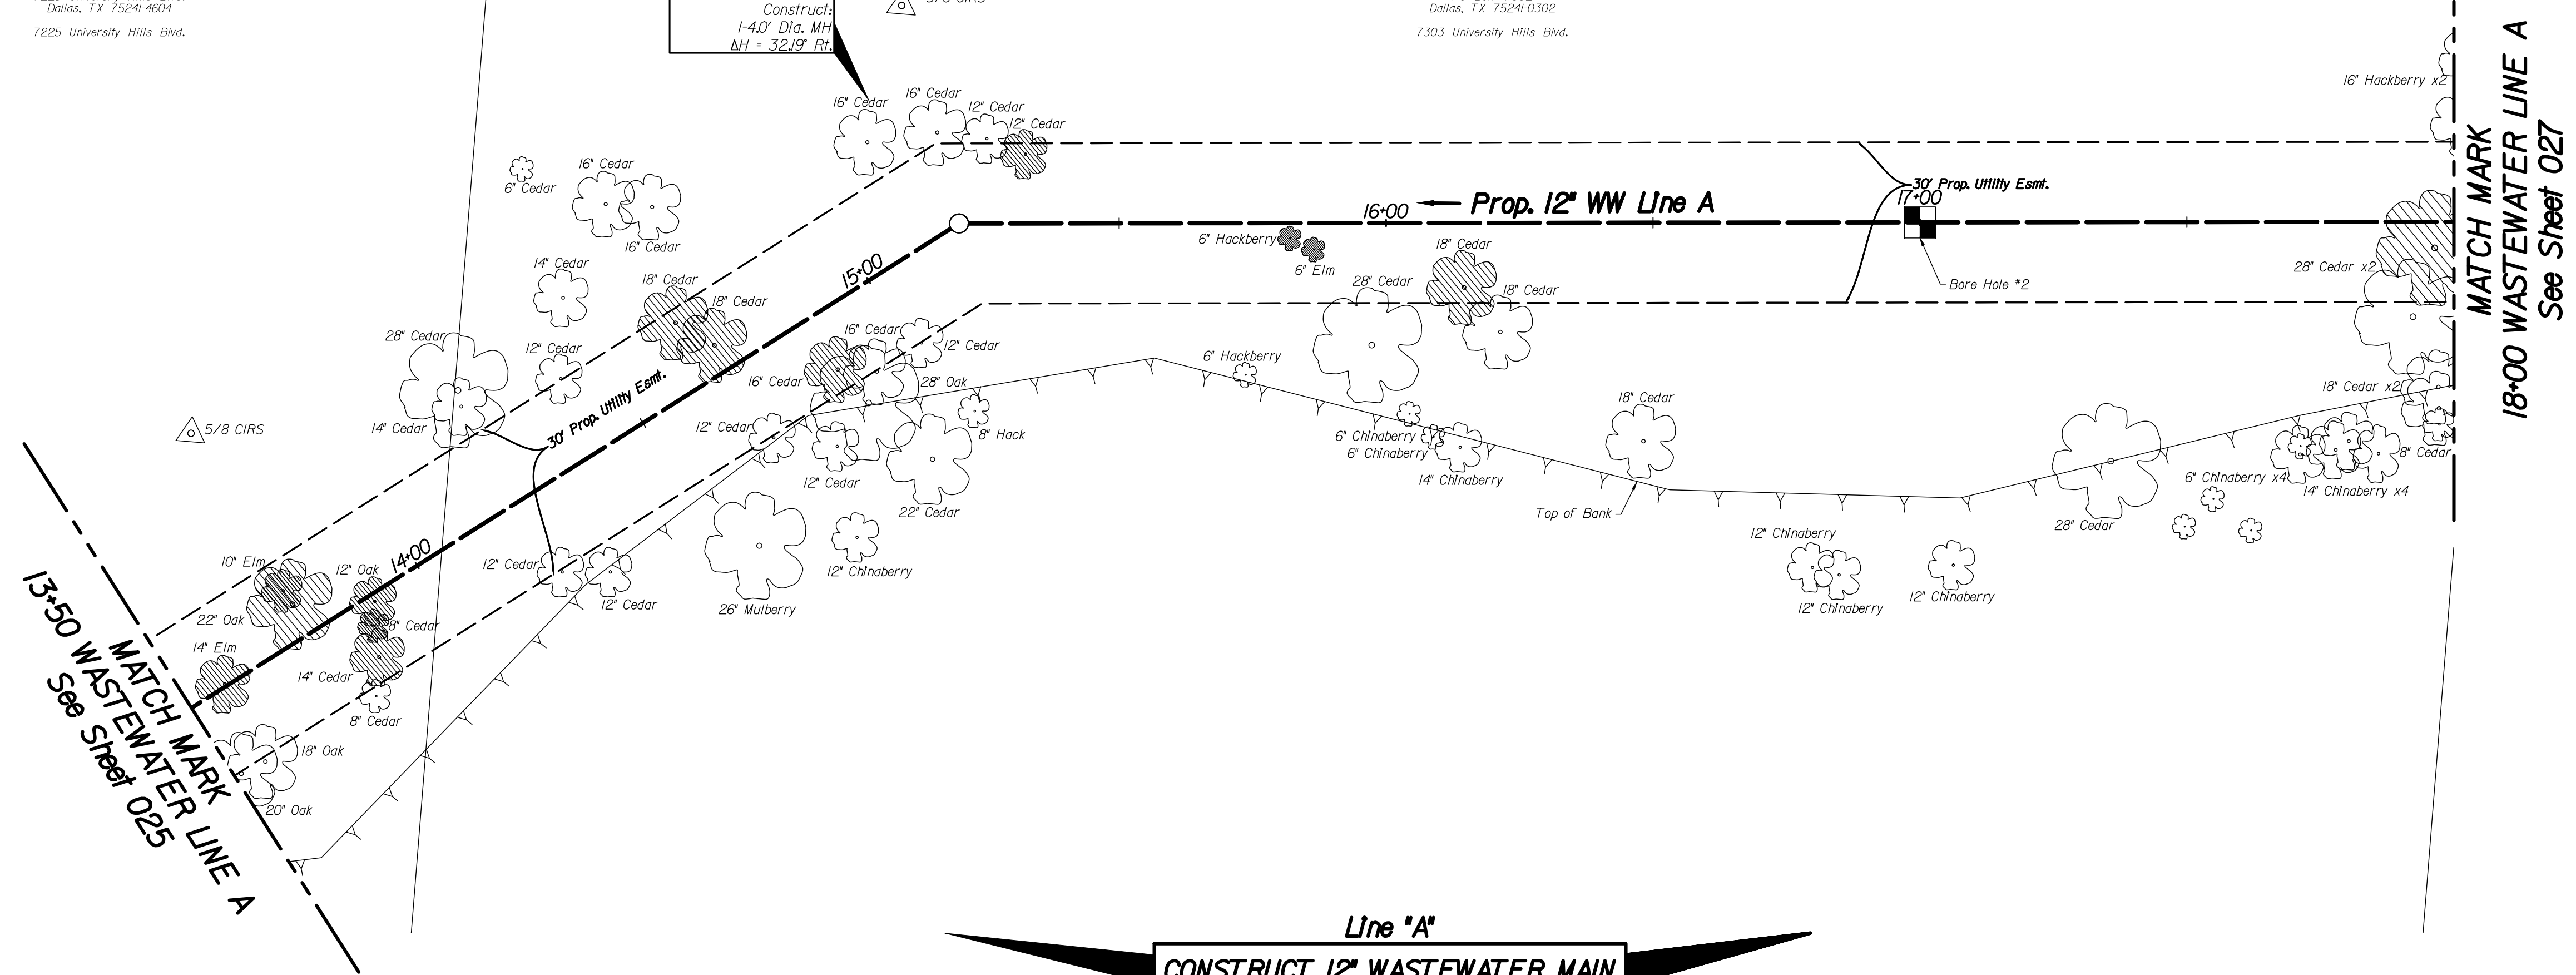 Dallas, TX 75241-4604
7225 University Hills Blvd.
Construct:
1-4.0' Dia. MH
ΔH = 32.19° Rt.
5/8 CIRS
Dallas, TX 75241-0302
7303 University Hills Blvd.
16" Hackberry x2
MATCH MARK
18+00 WASTEWATER LINE A
See Sheet 027
16" Cedar
16" Cedar
12" Cedar
12" Cedar
6" Cedar
16" Cedar
16" Cedar
14" Cedar
18" Cedar
18" Cedar
15+00
16+00
Prop. 12" WW Line A
30' Prop. Utility Esmt.
17+00
Bore Hole #2
6" Hackberry
6" Elm
18" Cedar
28" Cedar
18" Cedar
28" Cedar x2
28" Cedar
12" Cedar
16" Cedar
12" Cedar
16" Cedar
28" Oak
6" Hackberry
18" Cedar x2
30' Prop. Utility Esmt.
14" Cedar
5/8 CIRS
12" Cedar
8" Hack
18" Cedar
6" Chinaberry
6" Chinaberry
14" Chinaberry
8" Cedar
12" Cedar
22" Cedar
Top of Bank
6" Chinaberry x4
14" Chinaberry x4
28" Cedar
12" Chinaberry
14+00
10" Elm
12" Oak
12" Cedar
12" Cedar
12" Chinaberry
26" Mulberry
12" Chinaberry
12" Chinaberry
22" Oak
8" Cedar
14" Elm
14" Cedar
8" Cedar
18" Oak
20" Oak
MATCH MARK
13+50 WASTEWATER LINE A
See Sheet 025
Line "A"
CONSTRUCT 12" WASTEWATER MAIN